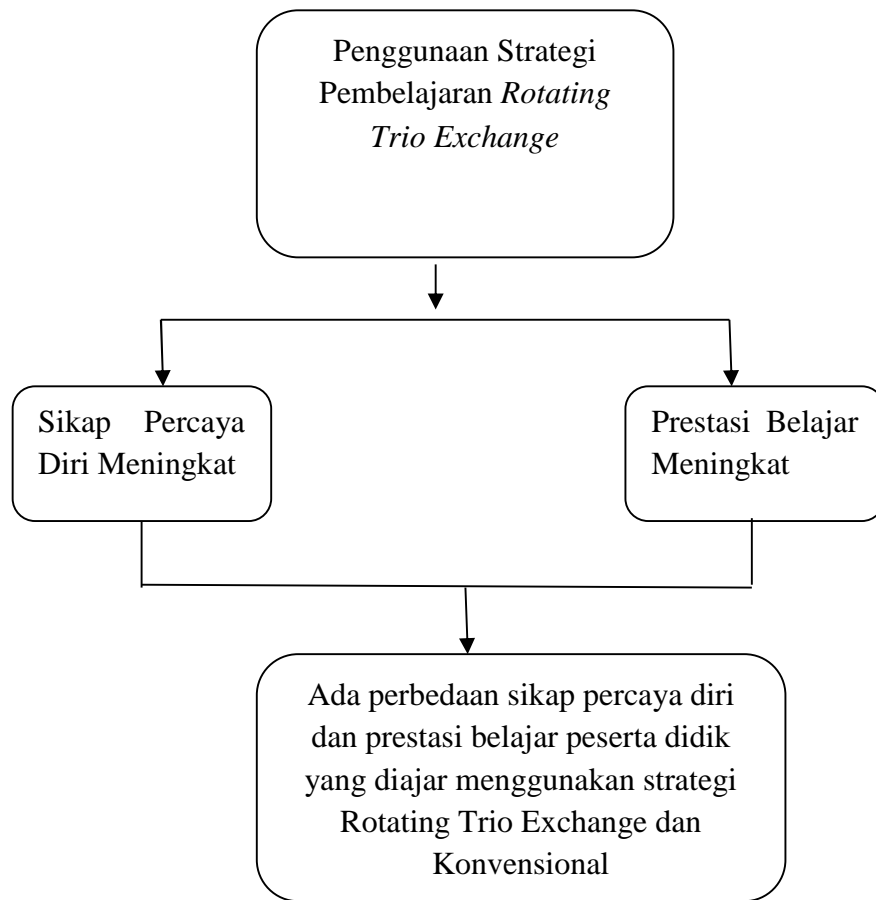 Penggunaan Strategi
Pembelajaran Rotating
Trio Exchange
Sikap Percaya
Diri Meningkat
Prestasi Belajar
Meningkat
Ada perbedaan sikap percaya diri
dan prestasi belajar peserta didik
yang diajar menggunakan strategi
Rotating Trio Exchange dan
Konvensional